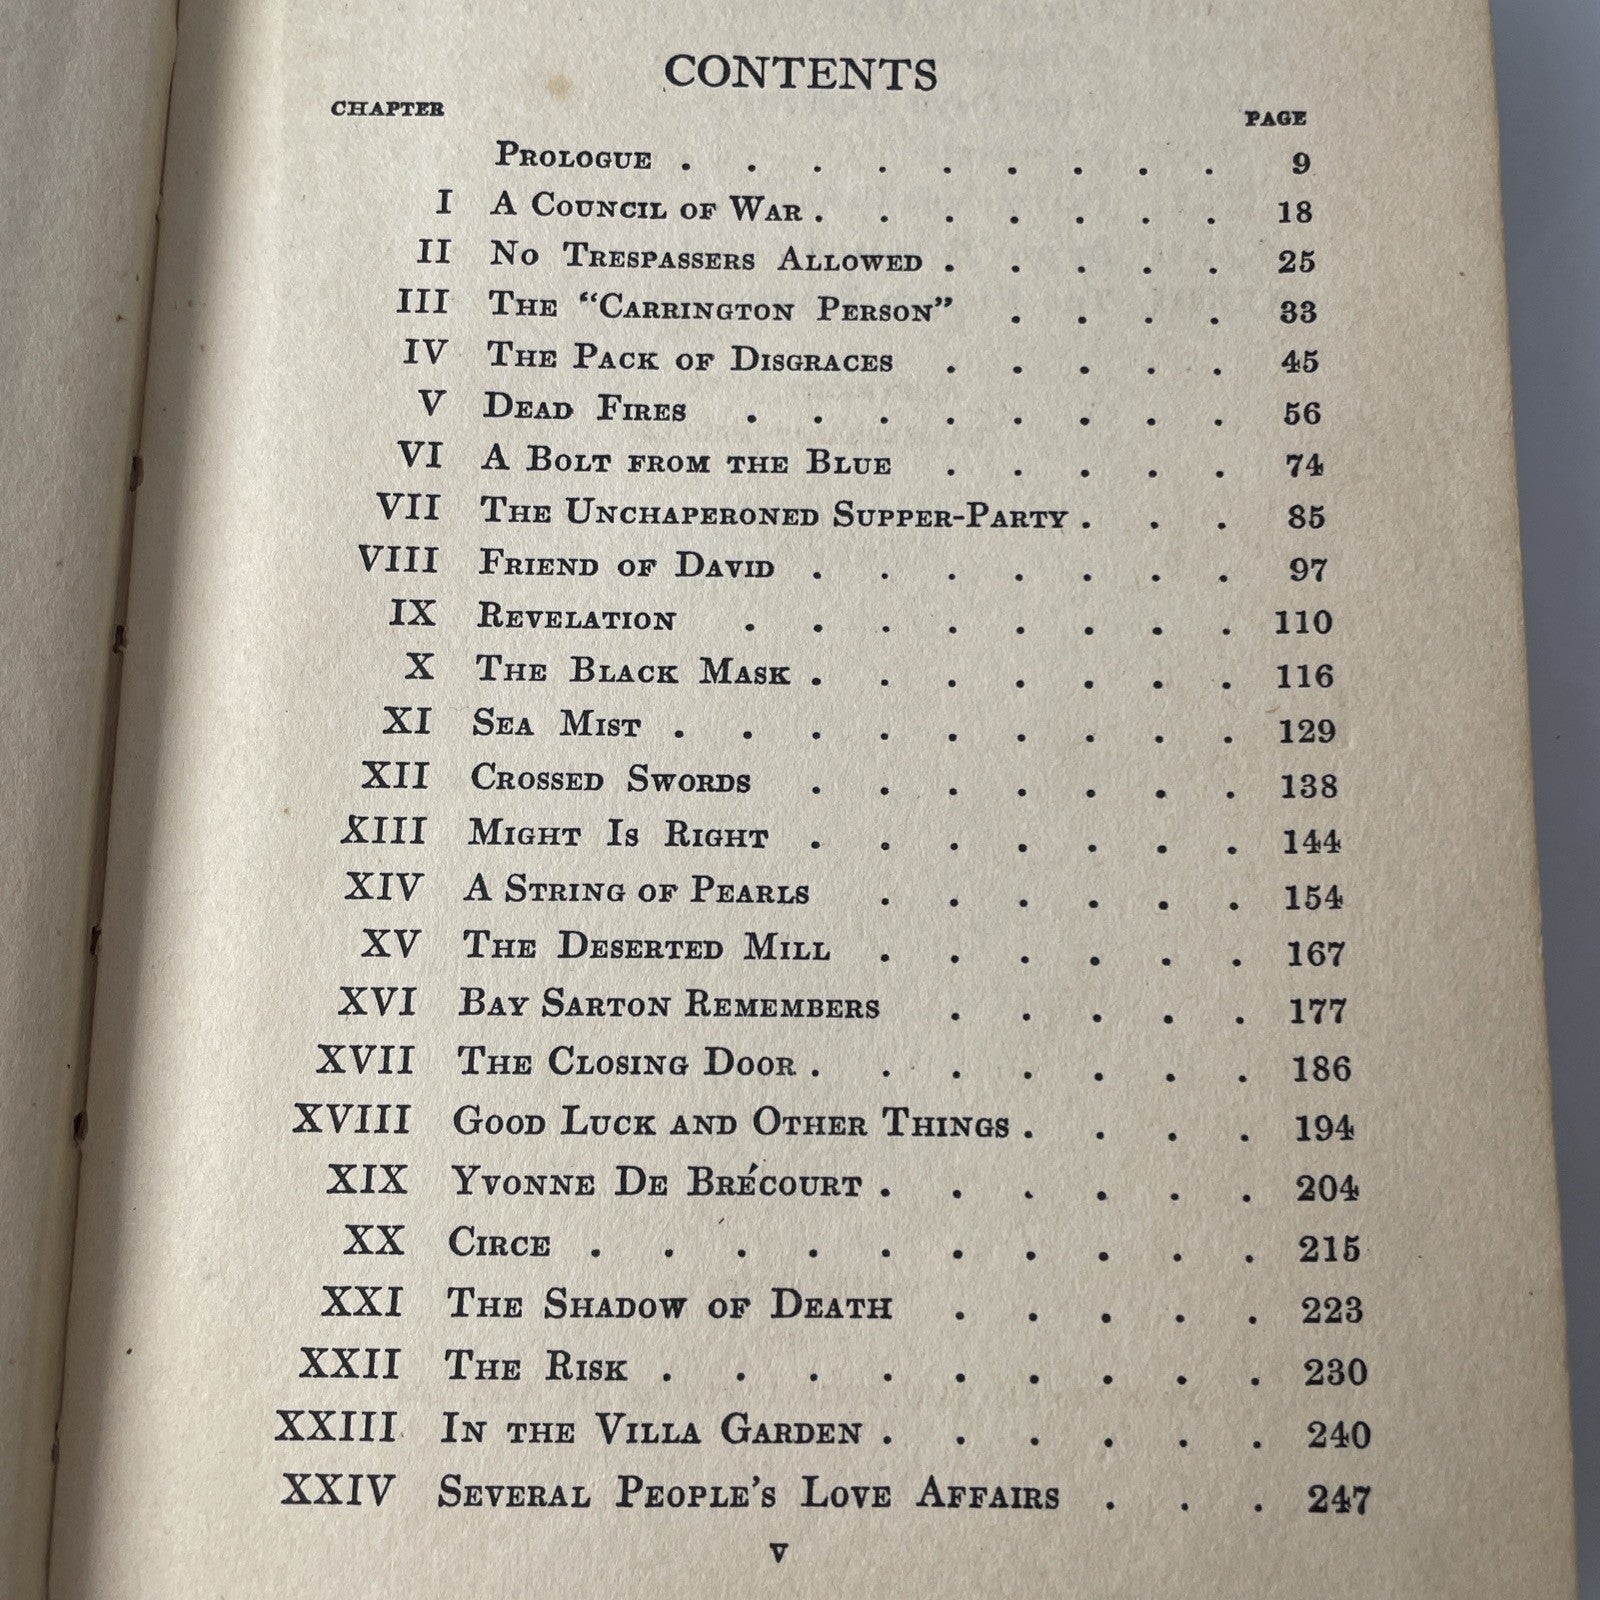 CONTENTS
CHAPTER PAGE
PROLOGUE . . . . . . . . . 9
I A COUNCIL OF WAR . . . . . . . 18
II NO TRESPASSERS ALLOWED . . . . . 25
III THE “CARRINGTON PERSON” . . . . 33
IV THE PACK OF DISGRACES . . . . . 45
V DEAD FIRES . . . . . . . . 56
VI A BOLT FROM THE BLUE . . . . . 74
VII THE UNCHAPERONED SUPPER-PARTY . . . 85
VIII FRIEND OF DAVID . . . . . . . 97
IX REVELATION . . . . . . . . 110
X THE BLACK MASK . . . . . . . 116
XI SEA MIST . . . . . . . . . 129
XII CROSSED SWORDS . . . . . . . 138
XIII MIGHT IS RIGHT . . . . . . . 144
XIV A STRING OF PEARLS . . . . . . 154
XV THE DESERTED MILL . . . . . . 167
XVI BAY SARTON REMEMBERS . . . . . 177
XVII THE CLOSING DOOR . . . . . . . 186
XVIII GOOD LUCK AND OTHER THINGS . . . . 194
XIX YVONNE DE BRÉCOURT . . . . . . 204
XX CIRCE . . . . . . . . . . 215
XXI THE SHADOW OF DEATH . . . . . 223
XXII THE RISK . . . . . . . . . 230
XXIII IN THE VILLA GARDEN . . . . . . 240
XXIV SEVERAL PEOPLE’S LOVE AFFAIRS . . . 247
v